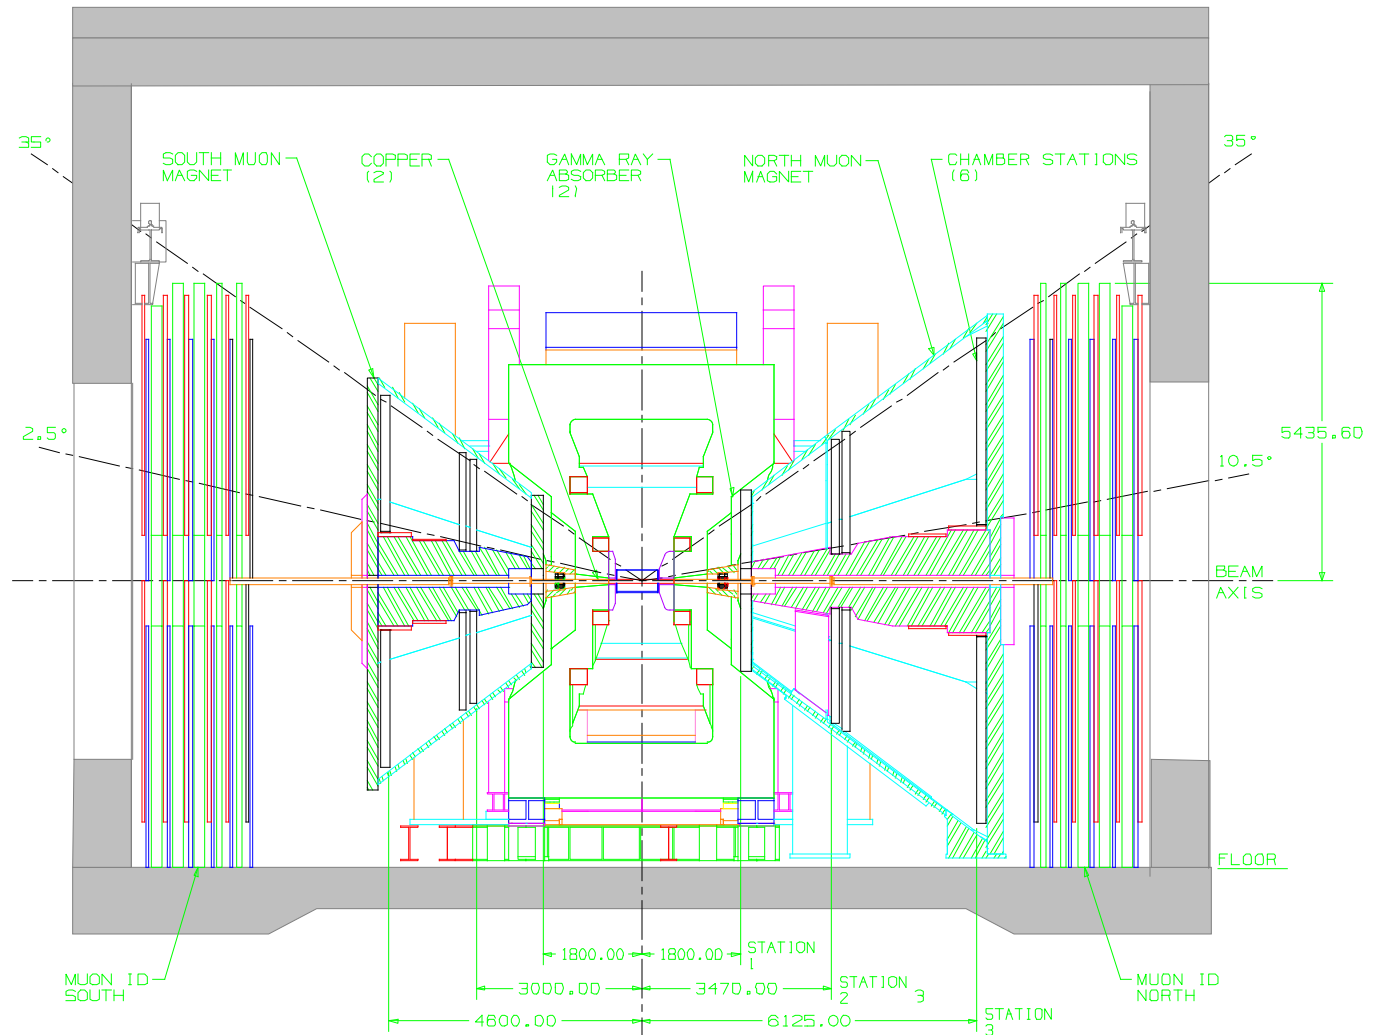 35°
35°
SOUTH MUON
MAGNET
COPPER
(2)
GAMMA RAY
ABSORBER
(2)
NORTH MUON
MAGNET
CHAMBER STATIONS
(6)
2.5°
5435.60
10.5°
BEAM
AXIS
FLOOR
1800.00
1800.00
STATION
1
MUON ID
SOUTH
3000.00
3470.00
STATION
2
3
MUON ID
NORTH
4600.00
6125.00
STATION
3